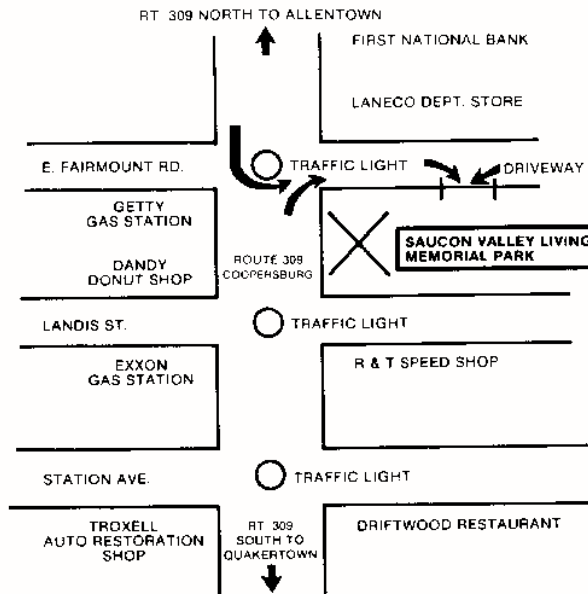 RT 309 NORTH TO ALLENTOWN
FIRST NATIONAL BANK
LANECO DEPT. STORE
E. FAIRMOUNT RD.
TRAFFIC LIGHT
DRIVEWAY
GETTY
GAS STATION
DANDY
DONUT SHOP
ROUTE 309
COOPERSBURG
SAUCON VALLEY LIVING
MEMORIAL PARK
LANDIS ST.
TRAFFIC LIGHT
EXXON
GAS STATION
R & T SPEED SHOP
STATION AVE.
TRAFFIC LIGHT
TROXELL
AUTO RESTORATION
SHOP
RT 309
SOUTH TO
QUAKERTOWN
DRIFTWOOD RESTAURANT